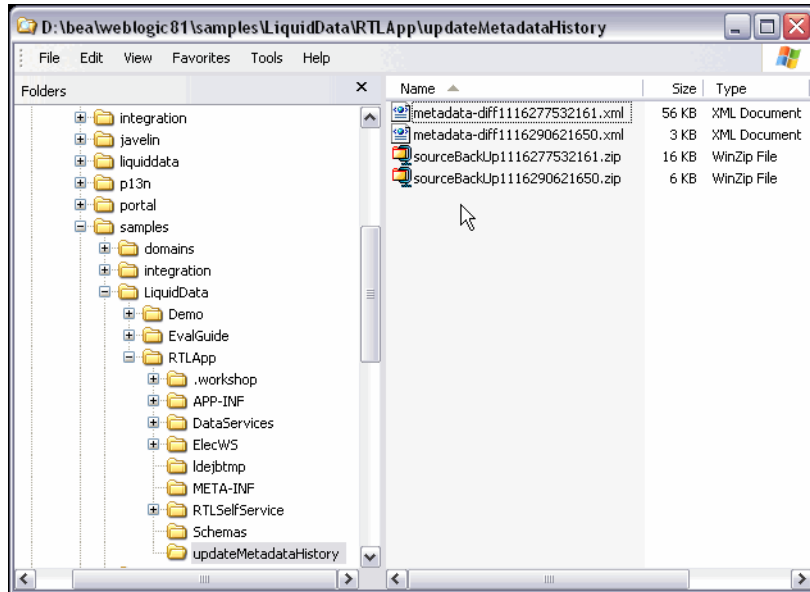 D:\bea\weblogic81\samples\LiquidData\RTLApp\updateMetadataHistory
File Edit View Favorites Tools Help
Folders
integration
javelin
liquiddata
p13n
portal
samples
domains
integration
LiquidData
Demo
EvalGuide
RTLApp
.workshop
APP-INF
DataServices
ElecWS
ldejbtmp
META-INF
RTLSelfService
Schemas
updateMetadataHistory
Name Size Type
metadata-diff1116277532161.xml 56 KB XML Document
metadata-diff1116290621650.xml 3 KB XML Document
sourceBackUp1116277532161.zip 16 KB WinZip File
sourceBackUp1116290621650.zip 6 KB WinZip File